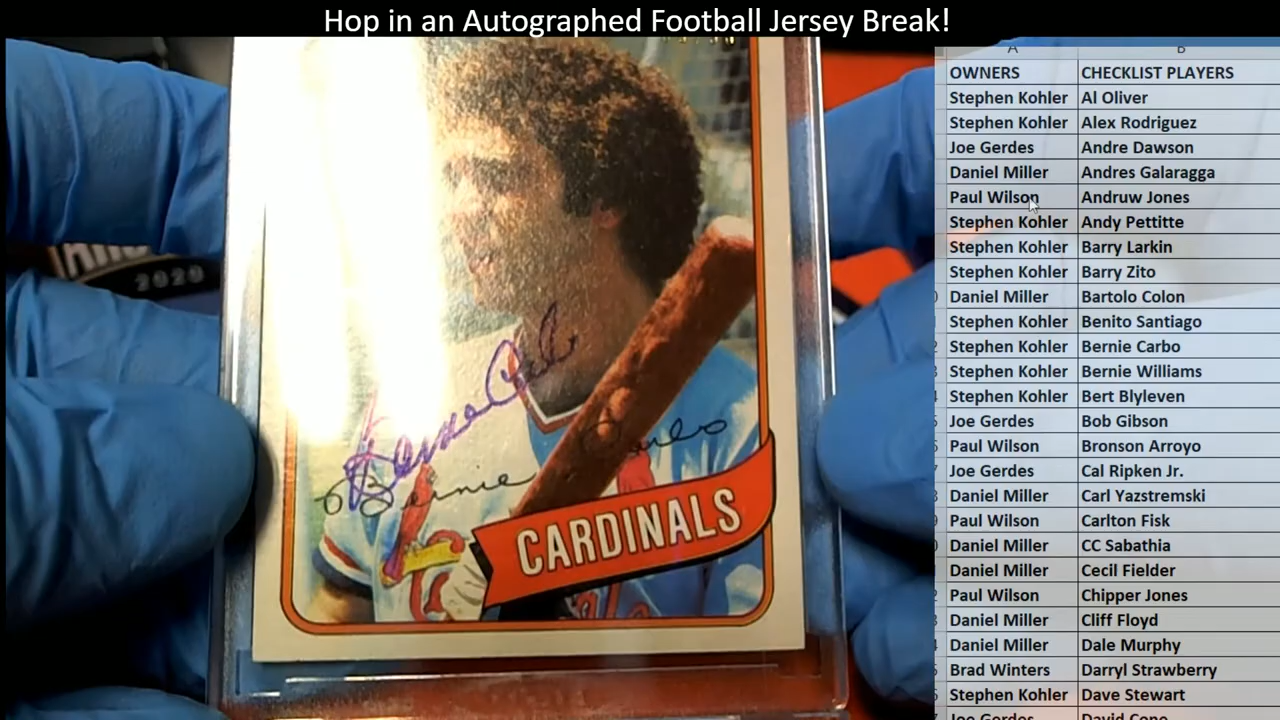 Hop in an Autographed Football Jersey Break!
A B
OWNERS CHECKLIST PLAYERS
Stephen Kohler Al Oliver
Stephen Kohler Alex Rodriguez
Joe Gerdes Andre Dawson
Daniel Miller Andres Galaragga
Paul Wilson Andruw Jones
Stephen Kohler Andy Pettitte
Stephen Kohler Barry Larkin
Stephen Kohler Barry Zito
Daniel Miller Bartolo Colon
Stephen Kohler Benito Santiago
Stephen Kohler Bernie Carbo
Stephen Kohler Bernie Williams
Stephen Kohler Bert Blyleven
Joe Gerdes Bob Gibson
Paul Wilson Bronson Arroyo
Joe Gerdes Cal Ripken Jr.
Daniel Miller Carl Yazstremski
Paul Wilson Carlton Fisk
Daniel Miller CC Sabathia
Daniel Miller Cecil Fielder
Paul Wilson Chipper Jones
Daniel Miller Cliff Floyd
Daniel Miller Dale Murphy
Brad Winters Darryl Strawberry
Stephen Kohler Dave Stewart
Joe Gerdes David Cone
2020
Bernie
CARDINALS